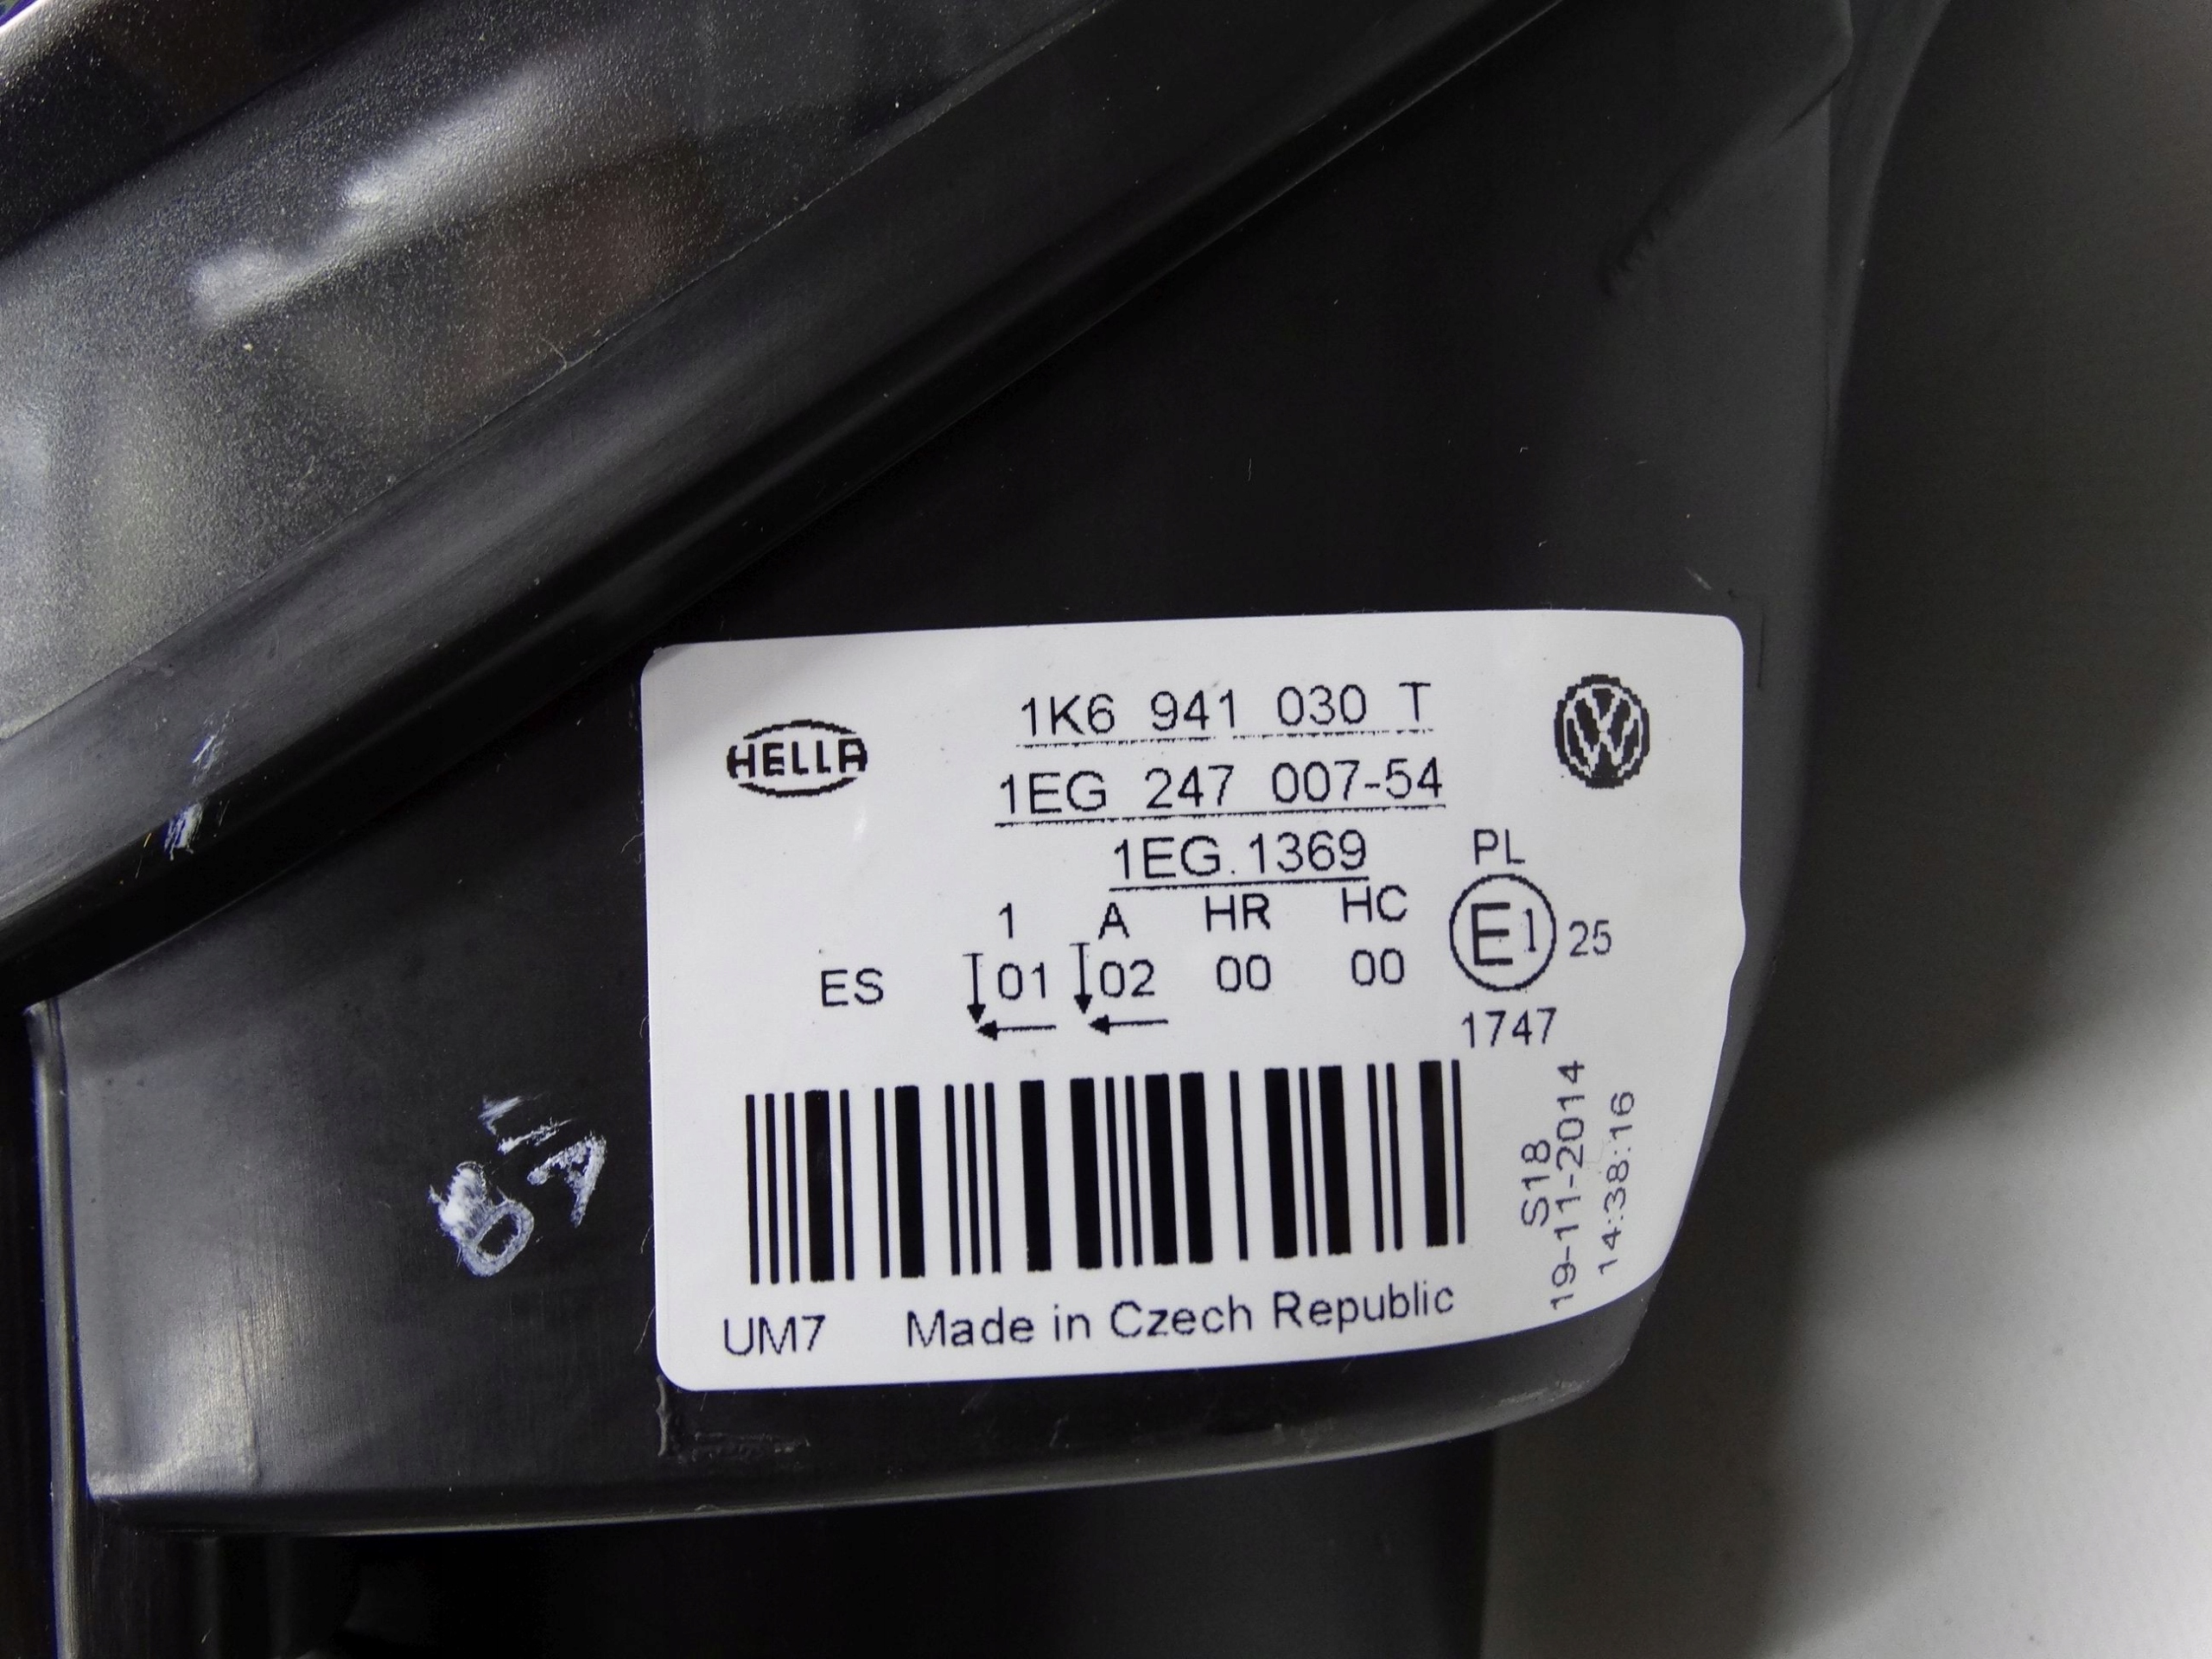 HELLA
1K6 941 030 T
1EG 247 007-54
1EG.1369
PL
1 A HR HC
ES 01 02 00 00 E1 25
1747
S18
19-11-2014
14:38:16
UM7 Made in Czech Republic